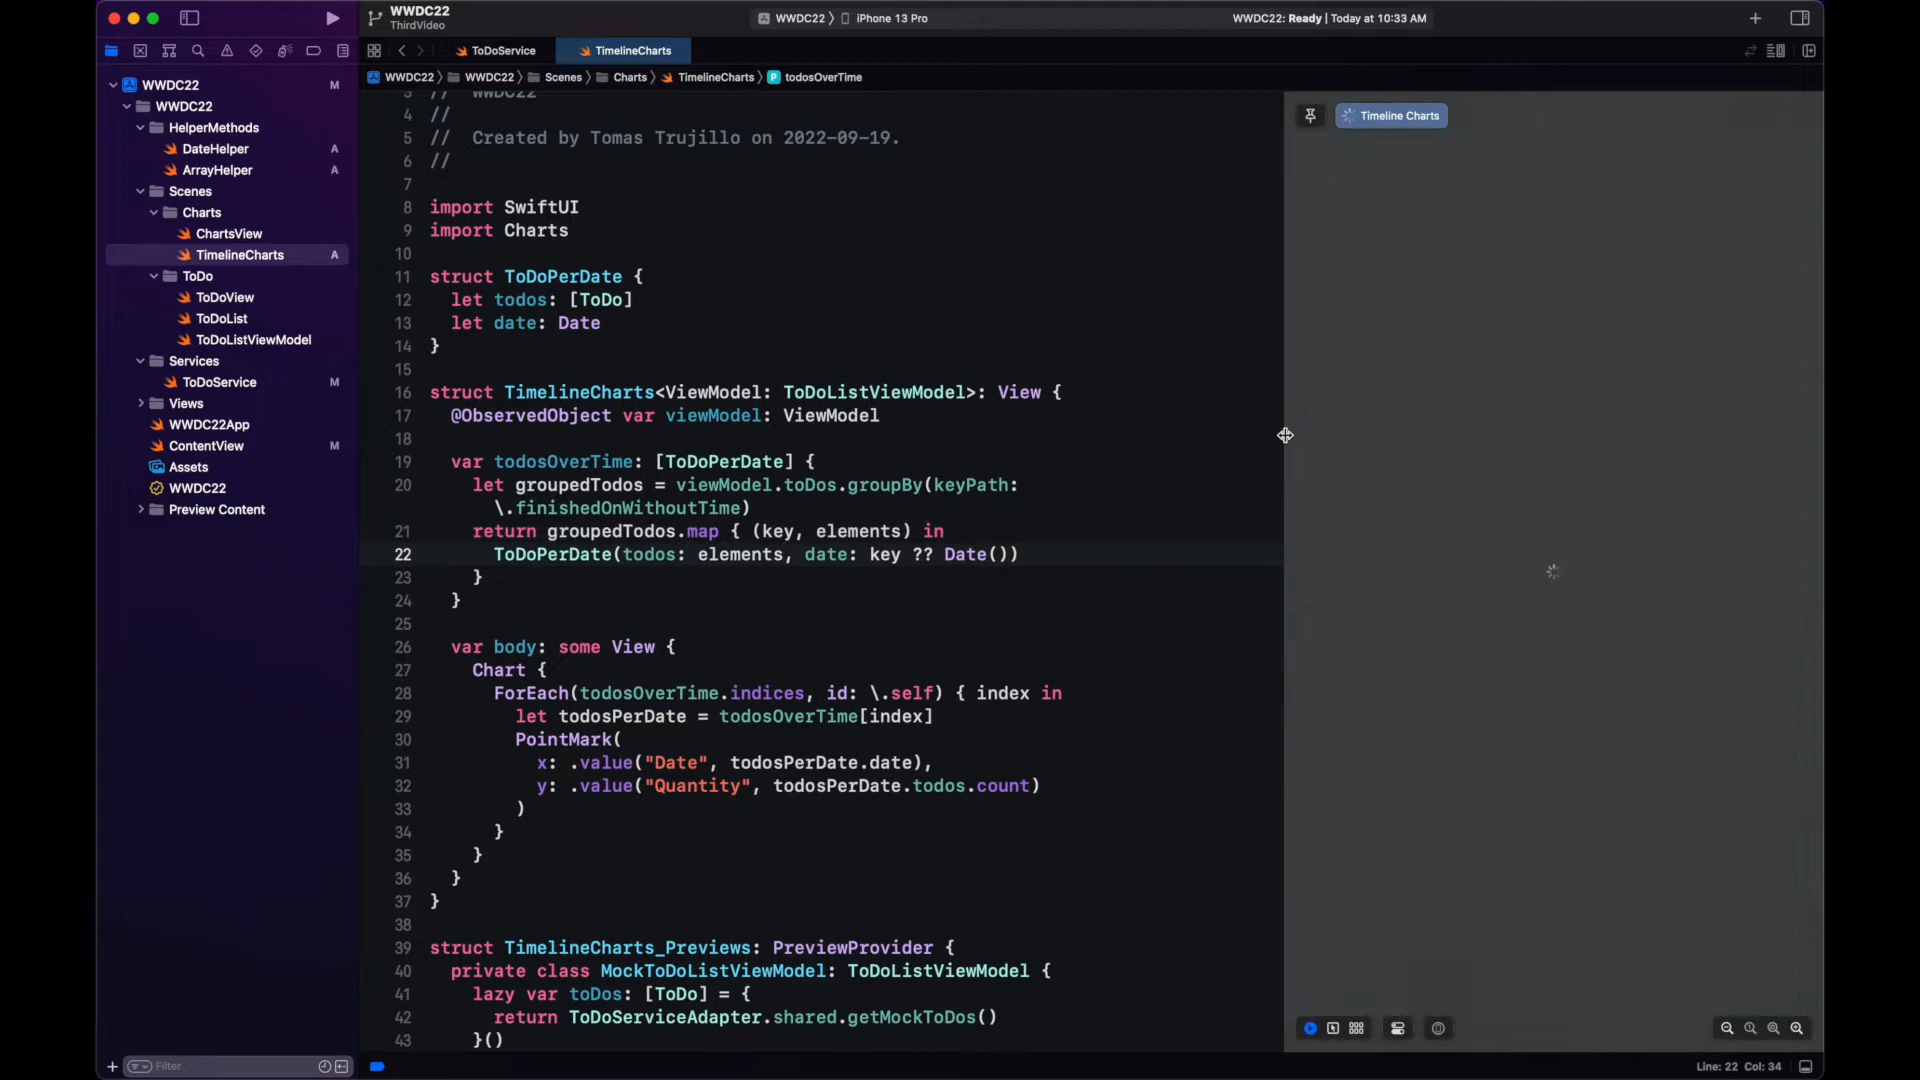 WWDC22
ThirdVideo
WWDC22 〉 iPhone 13 Pro
WWDC22: Ready | Today at 10:33 AM
ToDoService
TimelineCharts
WWDC22 〉 WWDC22 〉 Scenes 〉 Charts 〉 TimelineCharts 〉 P todosOverTime
WWDC22 M
WWDC22
HelperMethods
DateHelper A
ArrayHelper A
Scenes
Charts
ChartsView
TimelineCharts A
ToDo
ToDoView
ToDoList
ToDoListViewModel
Services
ToDoService M
Views
WWDC22App
ContentView M
Assets
WWDC22
Preview Content
Filter
3 // WWDC22
4 //
5 // Created by Tomas Trujillo on 2022-09-19.
6 //
7
8 import SwiftUI
9 import Charts
10
11 struct ToDoPerDate {
12 let todos: [ToDo]
13 let date: Date
14 }
15
16 struct TimelineCharts<ViewModel: ToDoListViewModel>: View {
17 @ObservedObject var viewModel: ViewModel
18
19 var todosOverTime: [ToDoPerDate] {
20 let groupedTodos = viewModel.toDos.groupBy(keyPath:
\.finishedOnWithoutTime)
21 return groupedTodos.map { (key, elements) in
22 ToDoPerDate(todos: elements, date: key ?? Date())
23 }
24 }
25
26 var body: some View {
27 Chart {
28 ForEach(todosOverTime.indices, id: \.self) { index in
29 let todosPerDate = todosOverTime[index]
30 PointMark(
31 x: .value("Date", todosPerDate.date),
32 y: .value("Quantity", todosPerDate.todos.count)
33 )
34 }
35 }
36 }
37 }
38
39 struct TimelineCharts_Previews: PreviewProvider {
40 private class MockToDoListViewModel: ToDoListViewModel {
41 lazy var toDos: [ToDo] = {
42 return ToDoServiceAdapter.shared.getMockToDos()
43 }()
Timeline Charts
Line: 22 Col: 34